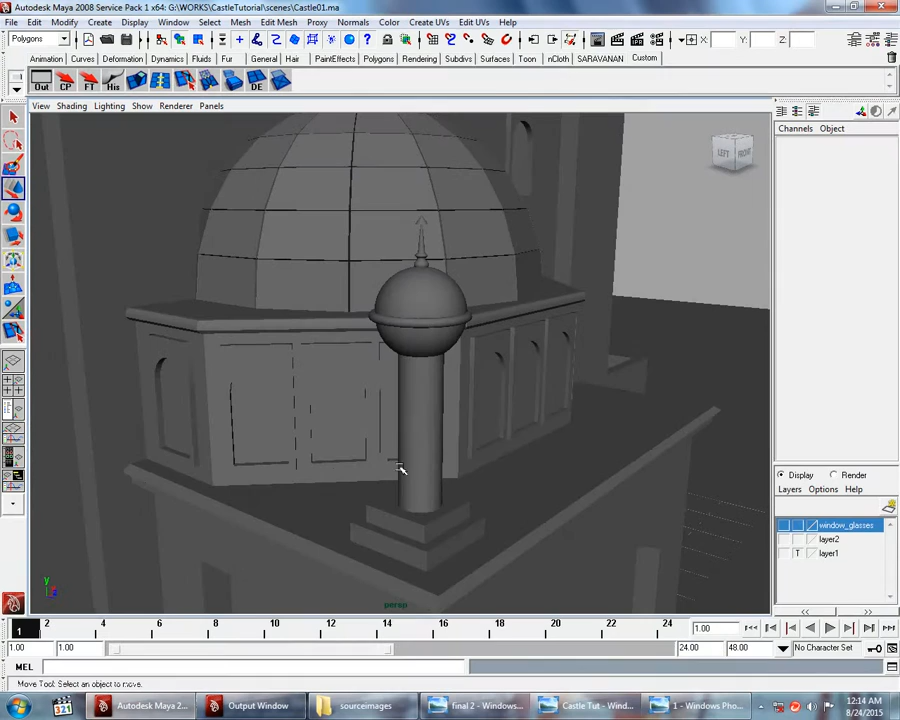 Autodesk Maya 2008 Service Pack 1 x64: G:\WORKS\CastleTutorial\scenes\Castle01.ma
File Edit Modify Create Display Window Select Mesh Edit Mesh Proxy Normals Color Create UVs Edit UVs Help
Polygons X: Y: Z:
Animation Curves Deformation Dynamics Fluids Fur General Hair PaintEffects Polygons Rendering Subdivs Surfaces Toon nCloth SARAVANAN Custom
Out CP FT His DE
View Shading Lighting Show Renderer Panels
Channels Object
LEFT FRONT
Display Render
Layers Options Help
window_glasses
layer2
T layer1
y
persp
1 2 4 6 8 10 12 14 16 18 20 22 24 1.00
1.00 1.00 24.00 48.00 No Character Set
MEL
Move Tool: Select an object to move.
321 Autodesk Maya 2... Output Window sourceimages final 2 - Windows... Castle Tut - Wind... 1 - Windows Pho... 12:14 AM
8/24/2015